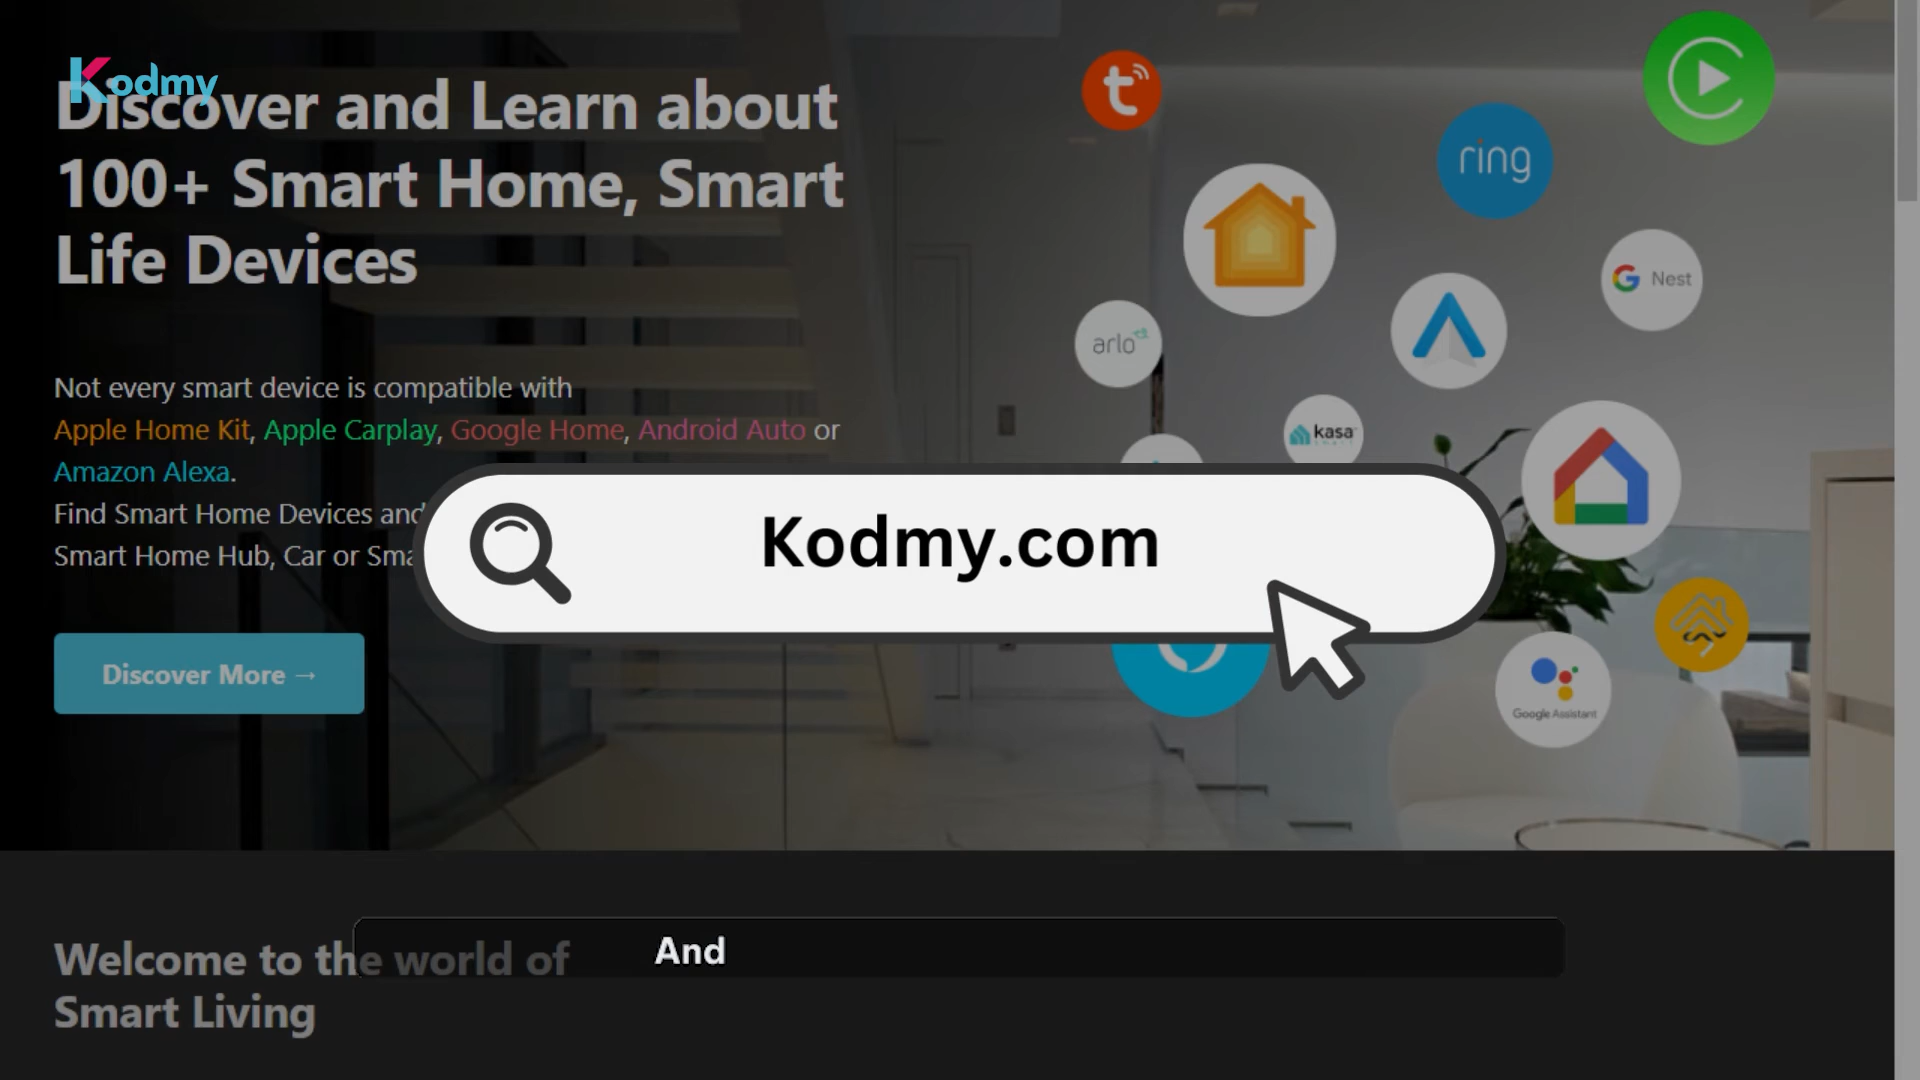 Kodmy
Discover and Learn about
100+ Smart Home, Smart
Life Devices
Not every smart device is compatible with
Apple Home Kit, Apple Carplay, Google Home, Android Auto or
Amazon Alexa.
Find Smart Home Devices and
Smart Home Hub, Car or
Discover More →
t
ring
G Nest
arlo
kasa
Kodmy.com
Google Assistant
Welcome to the world of
Smart Living
And